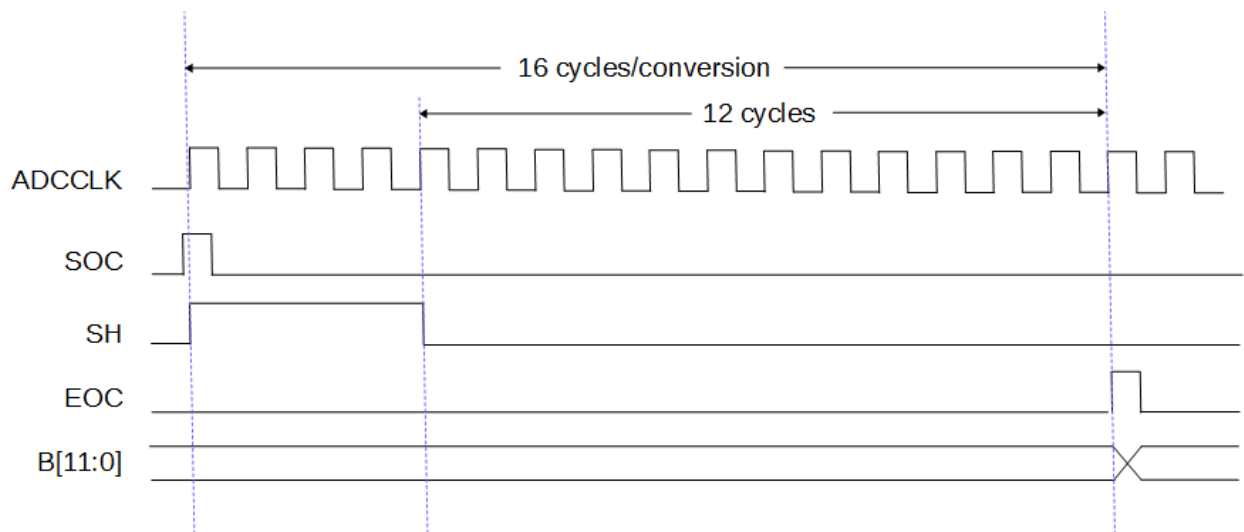 16 cycles/conversion
12 cycles
ADCCLK
SOC
SH
EOC
B[11:0]